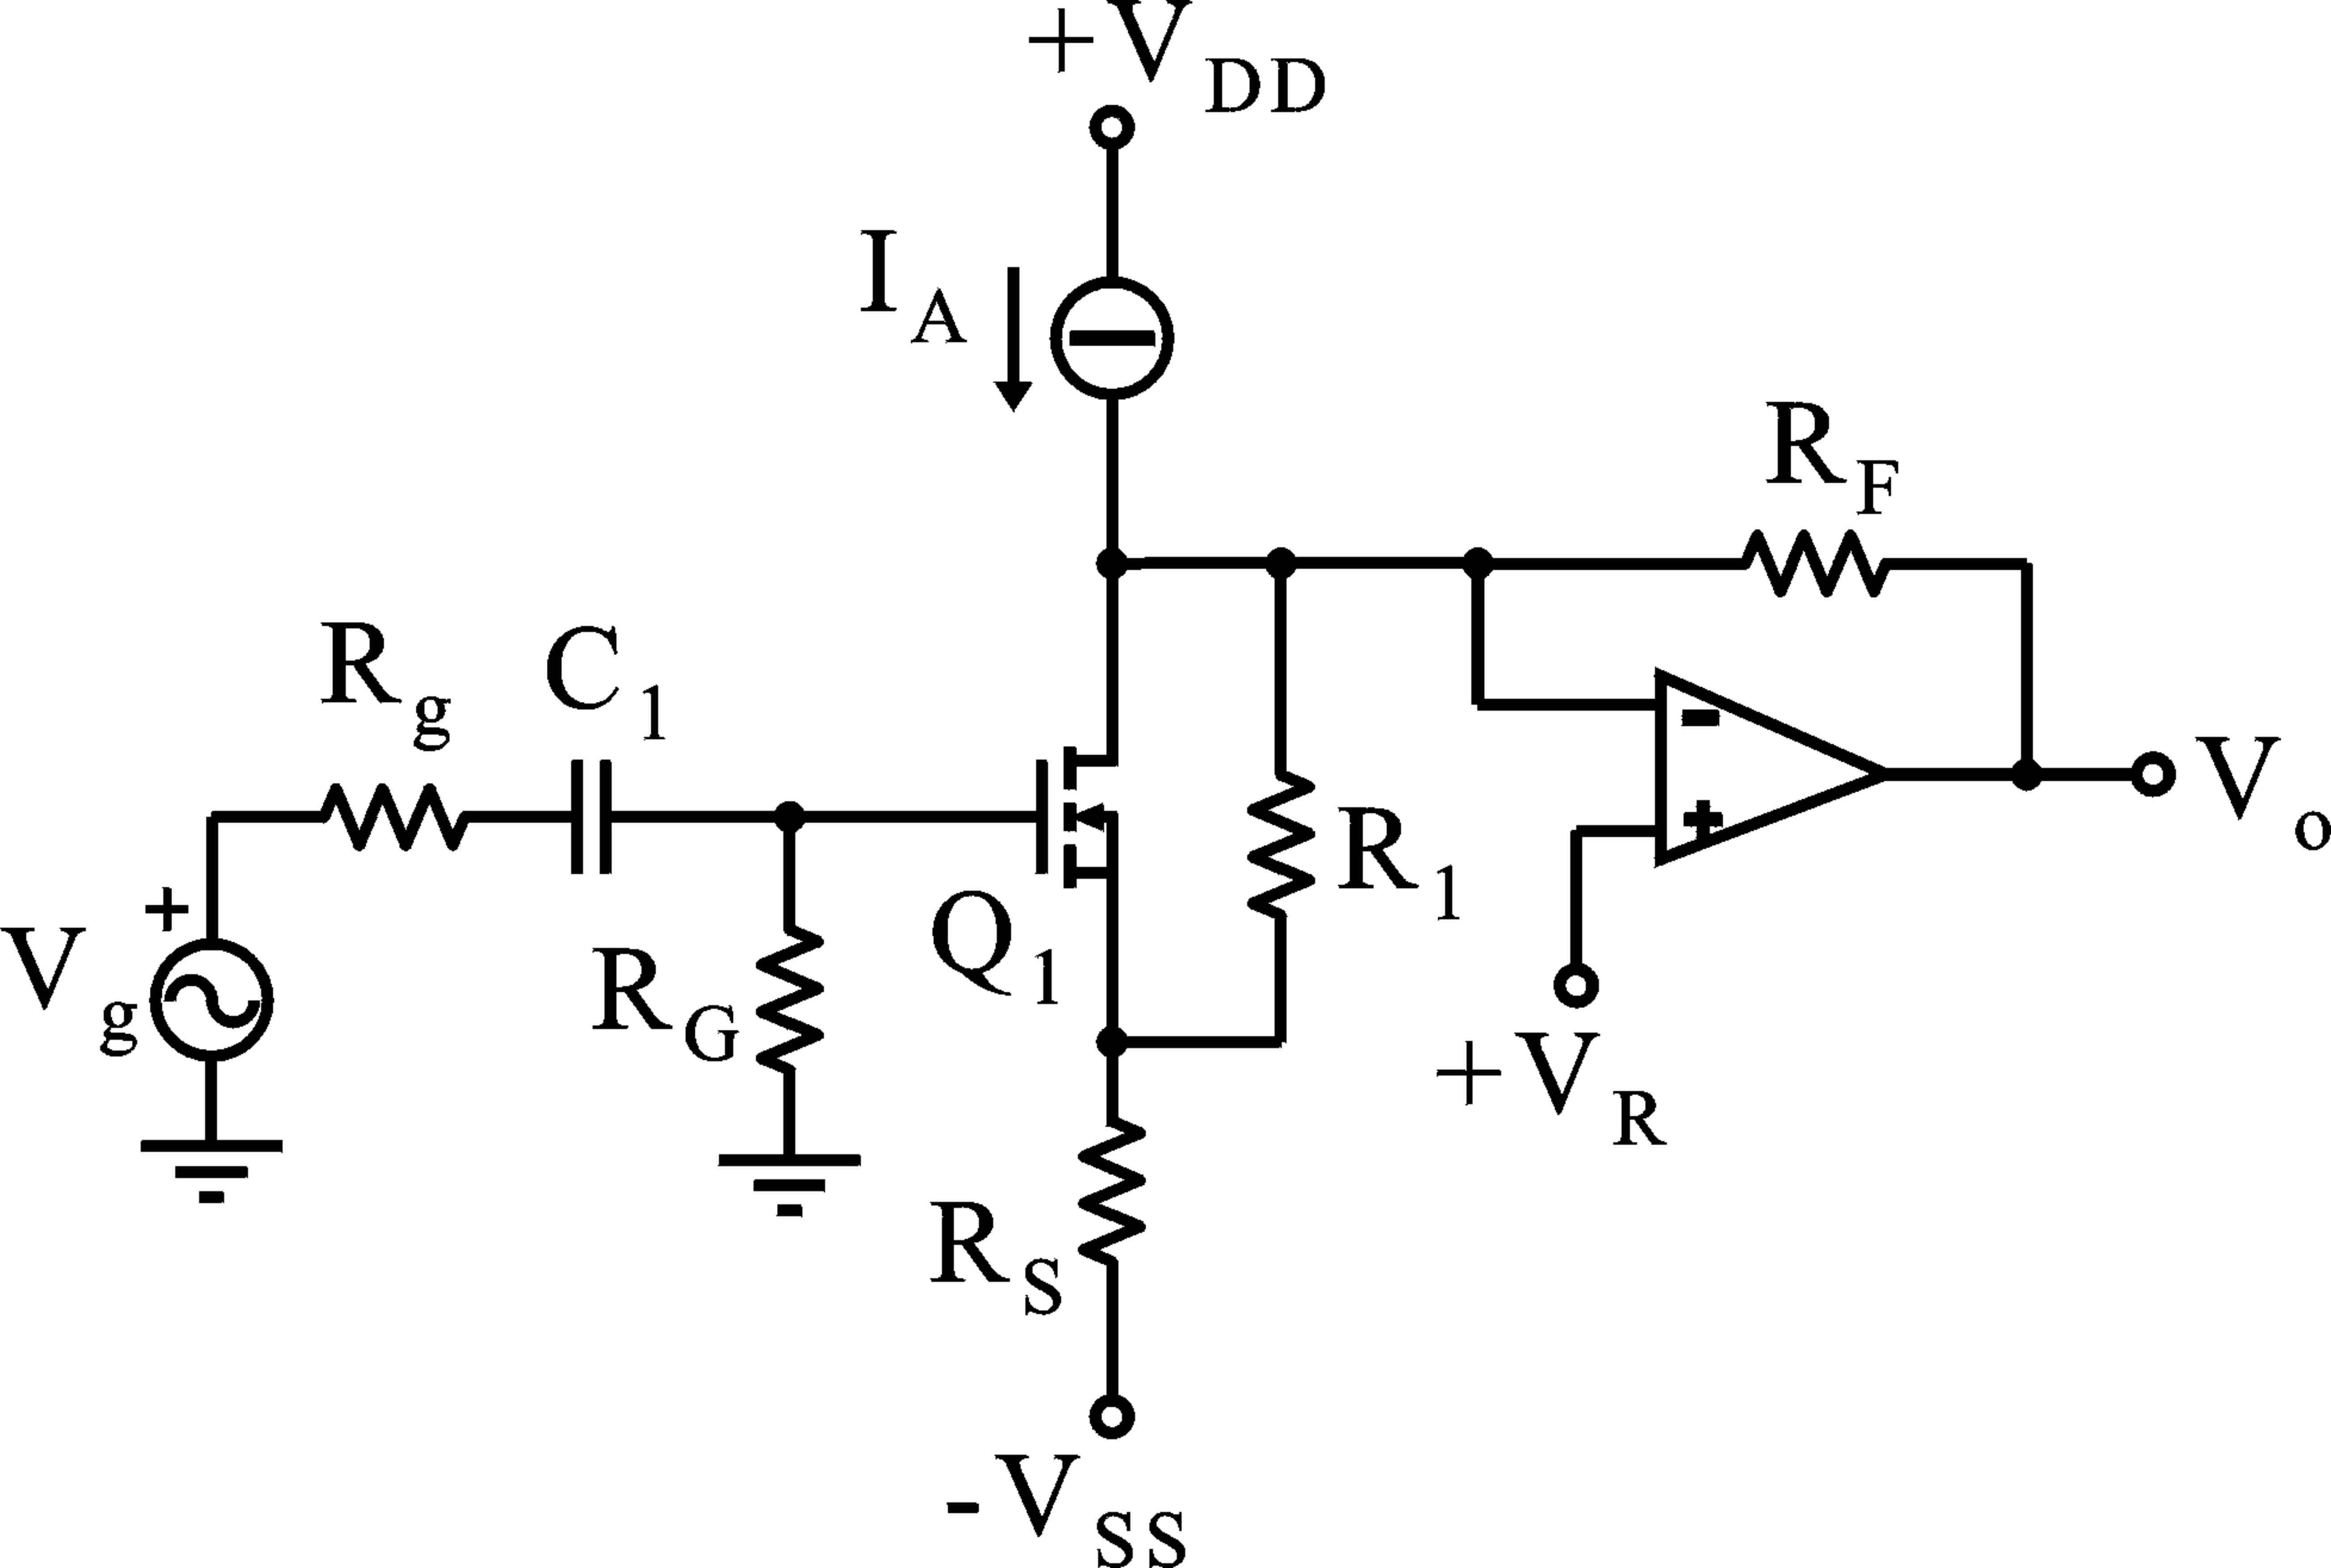 +V_DD
I_A
R_F
R_g
C_1
-
V_o
+
R_1
+
Q_1
V_g
R_G
+V_R
R_S
-V_SS